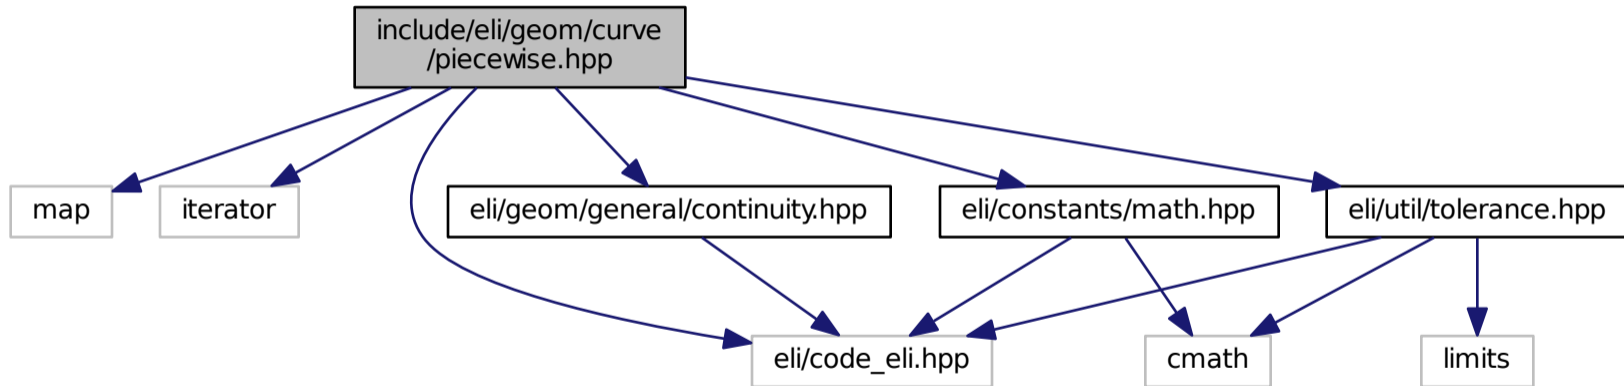 include/eli/geom/curve
/piecewise.hpp
map
iterator
eli/geom/general/continuity.hpp
eli/constants/math.hpp
eli/util/tolerance.hpp
eli/code_eli.hpp
cmath
limits